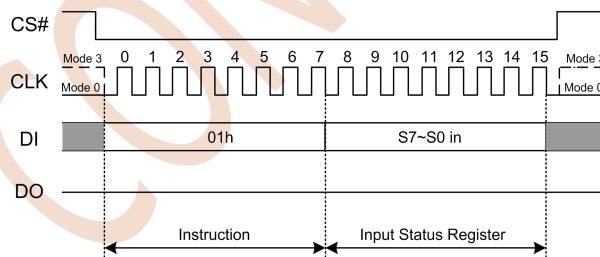 CS#
Mode 3 0 1 2 3 4 5 6 7 8 9 10 11 12 13 14 15 Mode 3
CLK
Mode 0 Mode 0
DI 01h S7~S0 in
DO
Instruction Input Status Register